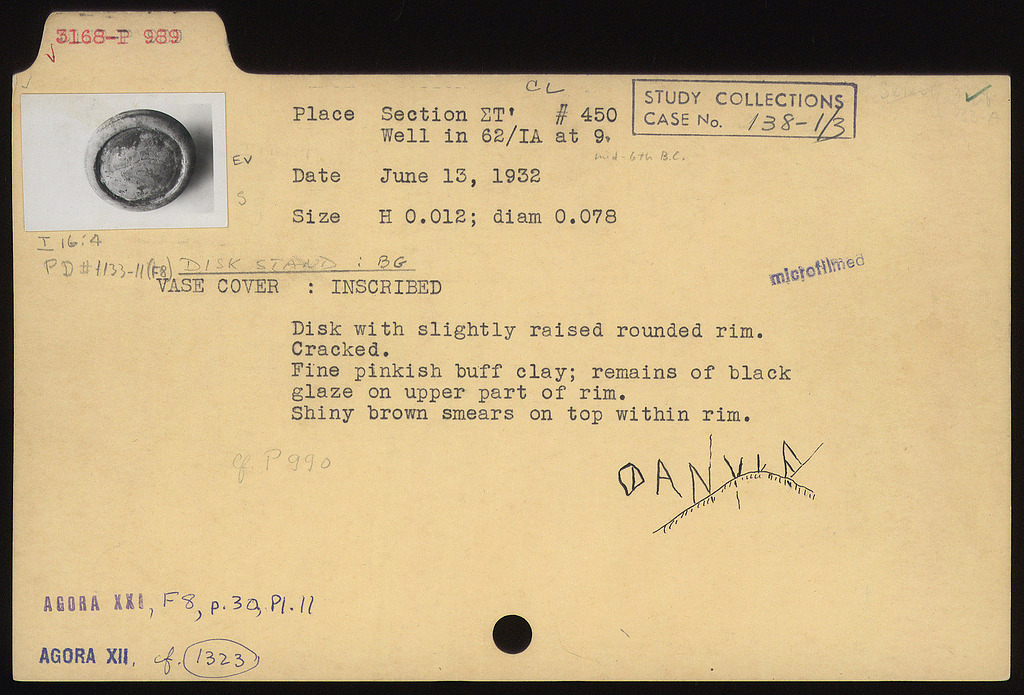 3168-P 989
CL
Place Section ΣΤ' # 450
Well in 62/IA at 9.
mid-6th B.C.
STUDY COLLECTIONS
CASE No. 138-1/3
EV
S
Date June 13, 1932
Size H 0.012; diam 0.078
I 16:4
PD#1133-11(F8) DISK STAND : BG
VASE COVER : INSCRIBED
microfilmed
Disk with slightly raised rounded rim.
Cracked.
Fine pinkish buff clay; remains of black
glaze on upper part of rim.
Shiny brown smears on top within rim.
cf. P 990
AGORA XXI, F8, p.30, Pl.11
AGORA XII, cf. 1323